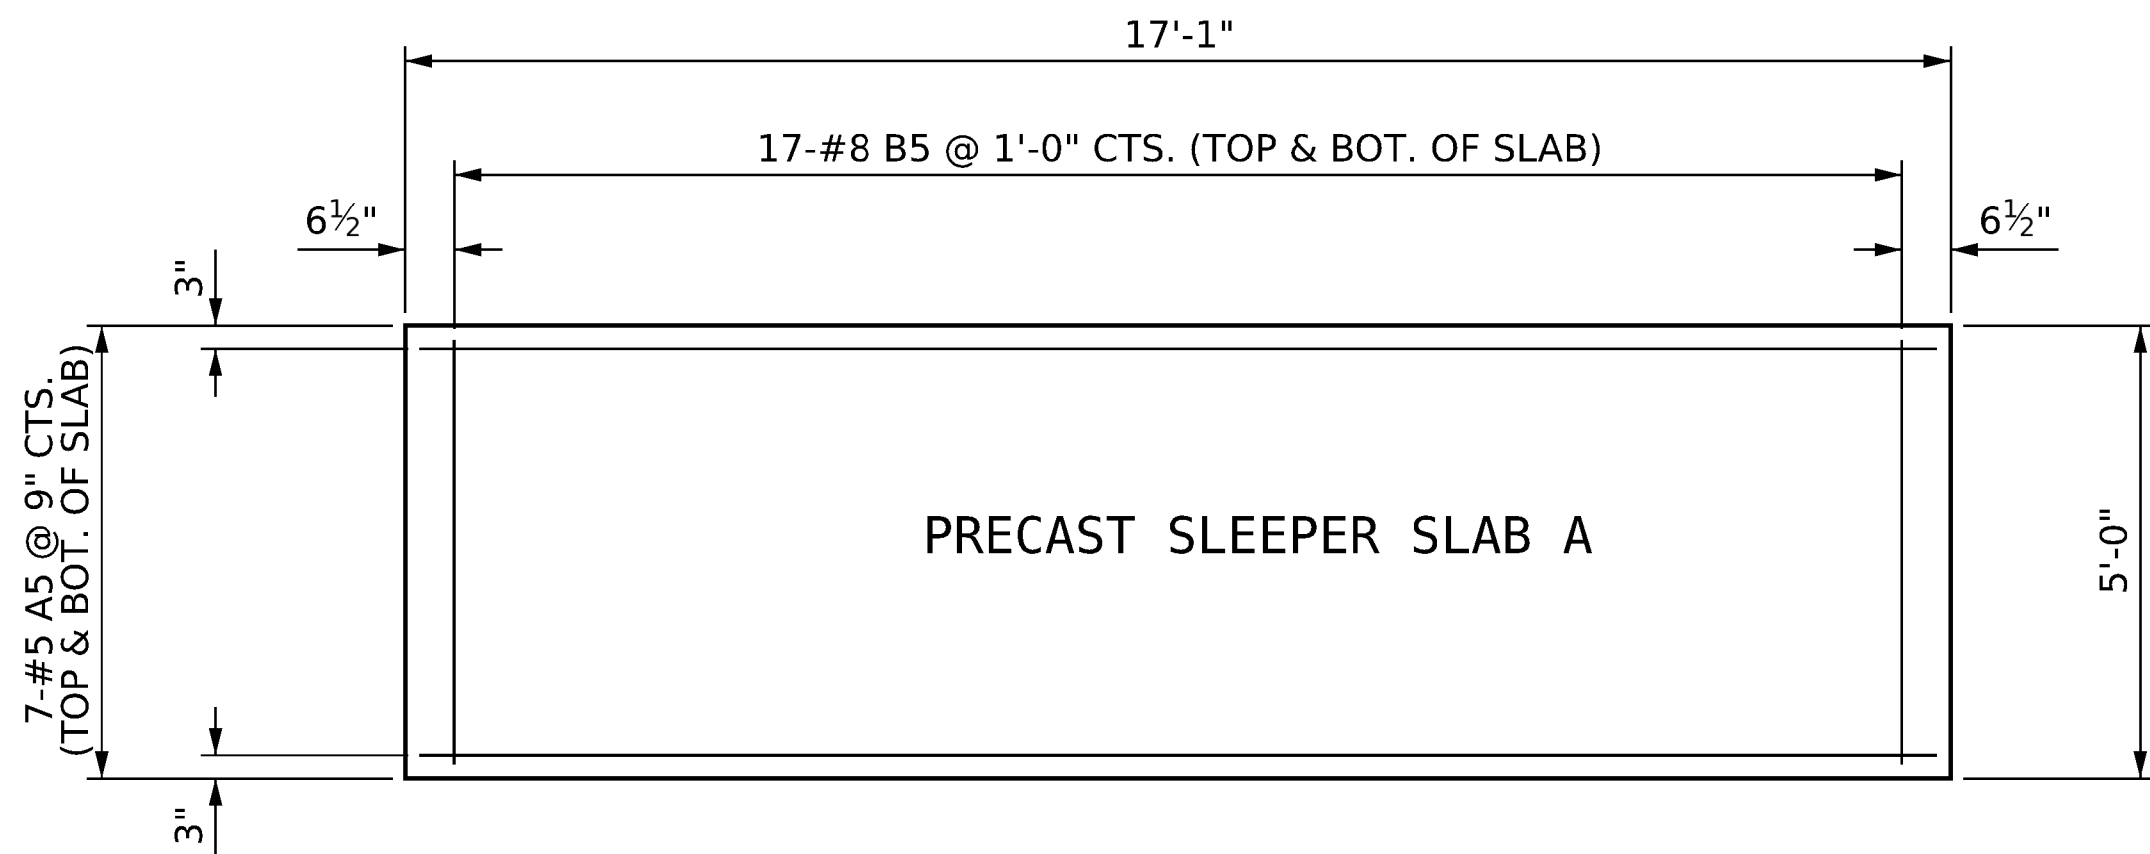 17'-1"
17-#8 B5 @ 1'-0" CTS. (TOP & BOT. OF SLAB)
6½"
6½"
3"
7-#5 A5 @ 9" CTS.
(TOP & BOT. OF SLAB)
PRECAST SLEEPER SLAB A
5'-0"
3"